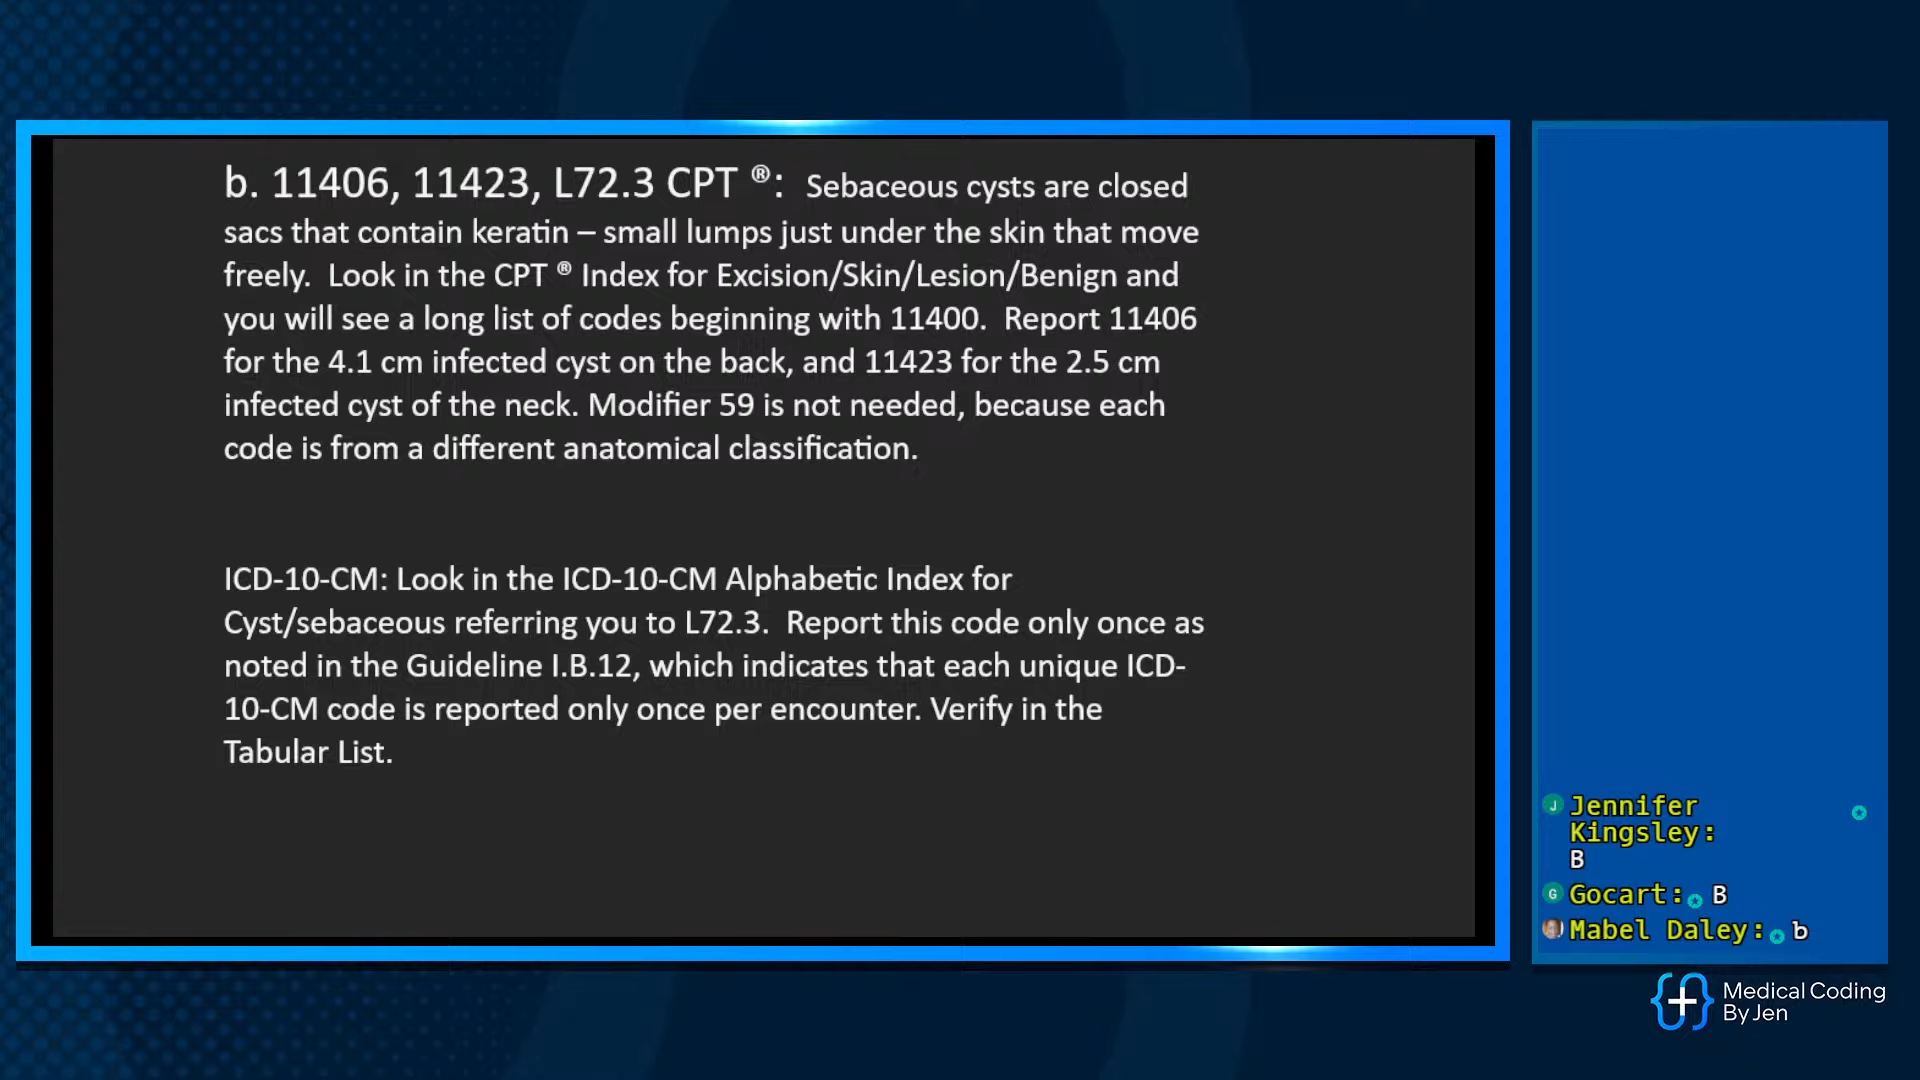 b. 11406, 11423, L72.3 CPT ®: Sebaceous cysts are closed
sacs that contain keratin – small lumps just under the skin that move
freely. Look in the CPT ® Index for Excision/Skin/Lesion/Benign and
you will see a long list of codes beginning with 11400. Report 11406
for the 4.1 cm infected cyst on the back, and 11423 for the 2.5 cm
infected cyst of the neck. Modifier 59 is not needed, because each
code is from a different anatomical classification.
ICD-10-CM: Look in the ICD-10-CM Alphabetic Index for
Cyst/sebaceous referring you to L72.3. Report this code only once as
noted in the Guideline I.B.12, which indicates that each unique ICD-
10-CM code is reported only once per encounter. Verify in the
Tabular List.
J Jennifer
Kingsley:
B
G Gocart: B
Mabel Daley: b
Medical Coding
By Jen